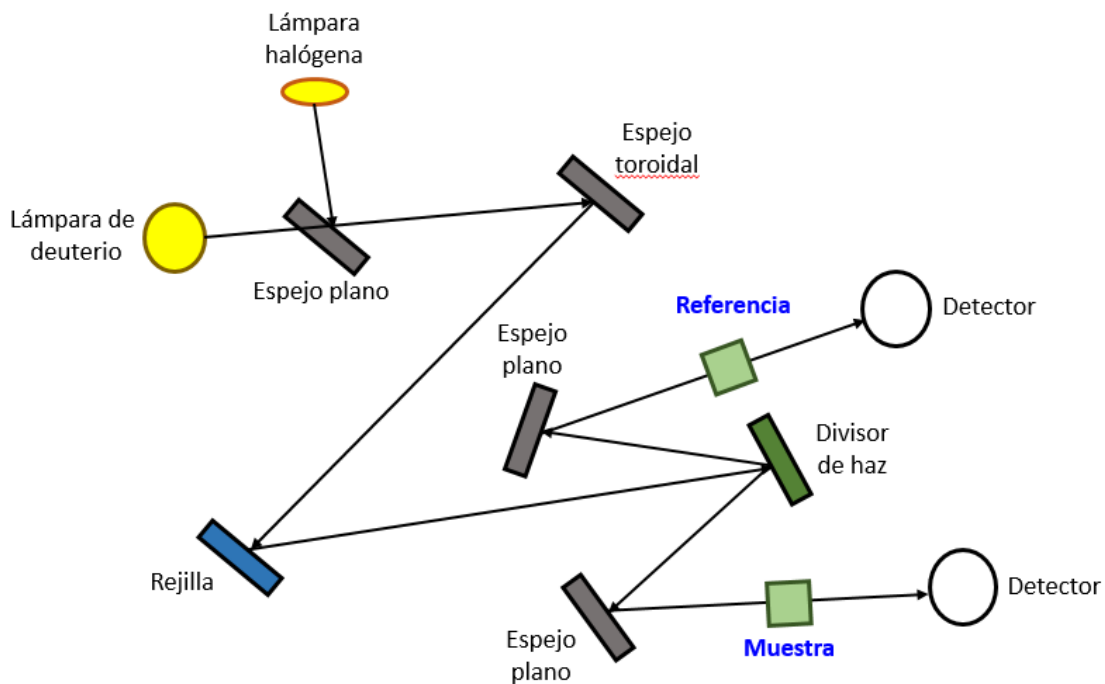 Lámpara
halógena
Espejo
toroidal
Lámpara de
deuterio
Espejo plano
Referencia
Detector
Espejo
plano
Divisor
de haz
Rejilla
Detector
Espejo
plano
Muestra